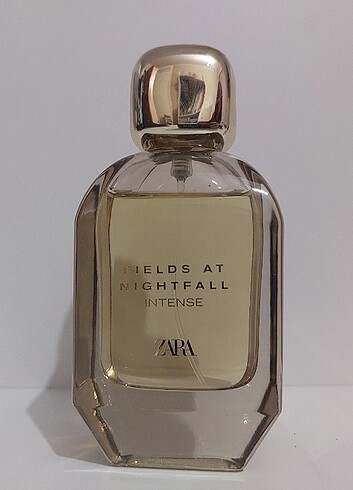 FIELDS AT
NIGHTFALL
INTENSE
ZARA